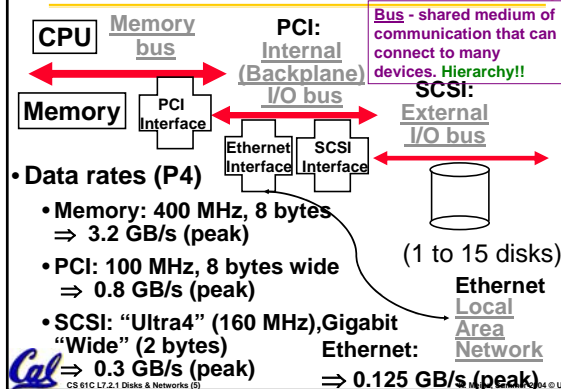 Bus - shared medium of
communication that can
connect to many
devices. Hierarchy!!
CPU
Memory
bus
PCI:
Internal
(Backplane)
I/O bus
SCSI:
External
I/O bus
Memory
PCI
Interface
Ethernet
Interface
SCSI
Interface
• Data rates (P4)
• Memory: 400 MHz, 8 bytes
⇒ 3.2 GB/s (peak)
• PCI: 100 MHz, 8 bytes wide
⇒ 0.8 GB/s (peak)
• SCSI: “Ultra4” (160 MHz),
“Wide” (2 bytes)
⇒ 0.3 GB/s (peak)
(1 to 15 disks)
Ethernet
Local
Area
Network
Gigabit
Ethernet:
⇒ 0.125 GB/s (peak)
Cal
CS 61C L7.2.1 Disks & Networks (5)
2004 © U